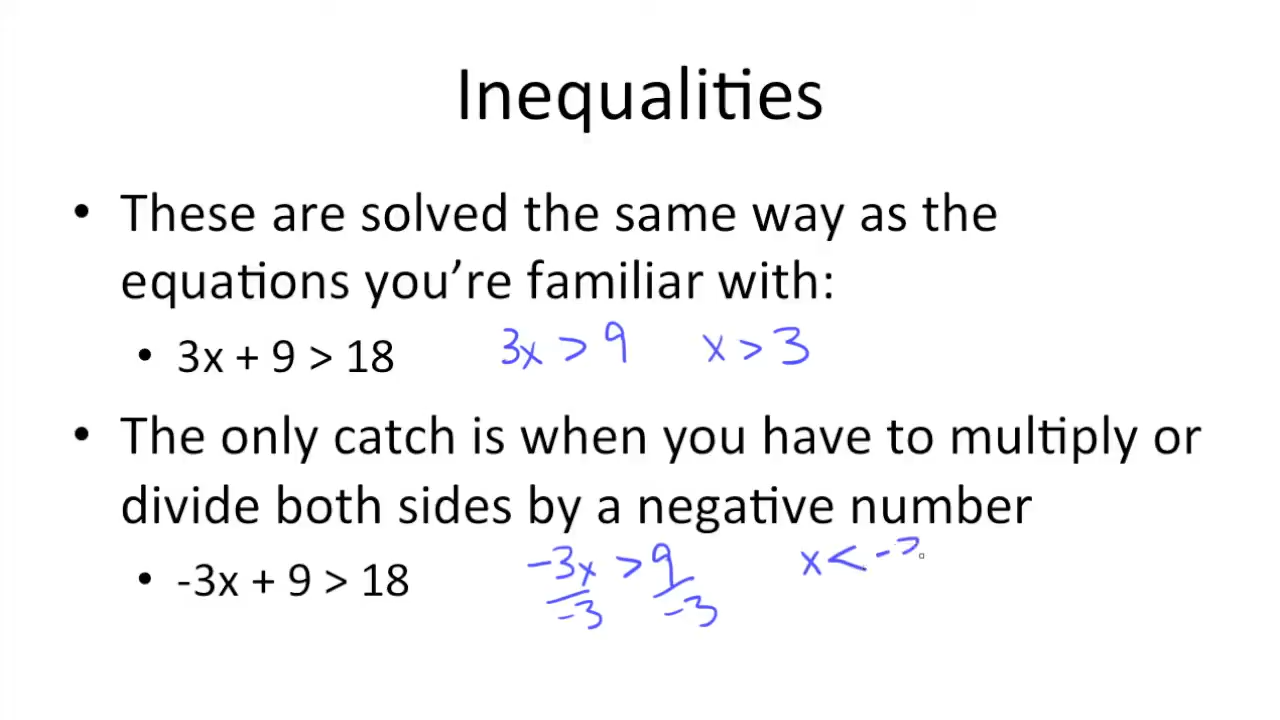 Inequalities
• These are solved the same way as the
equations you're familiar with:
• 3x + 9 > 18 3x > 9 x > 3
• The only catch is when you have to multiply or
divide both sides by a negative number
• -3x + 9 > 18 -3x > 9 x < -
-3 -3